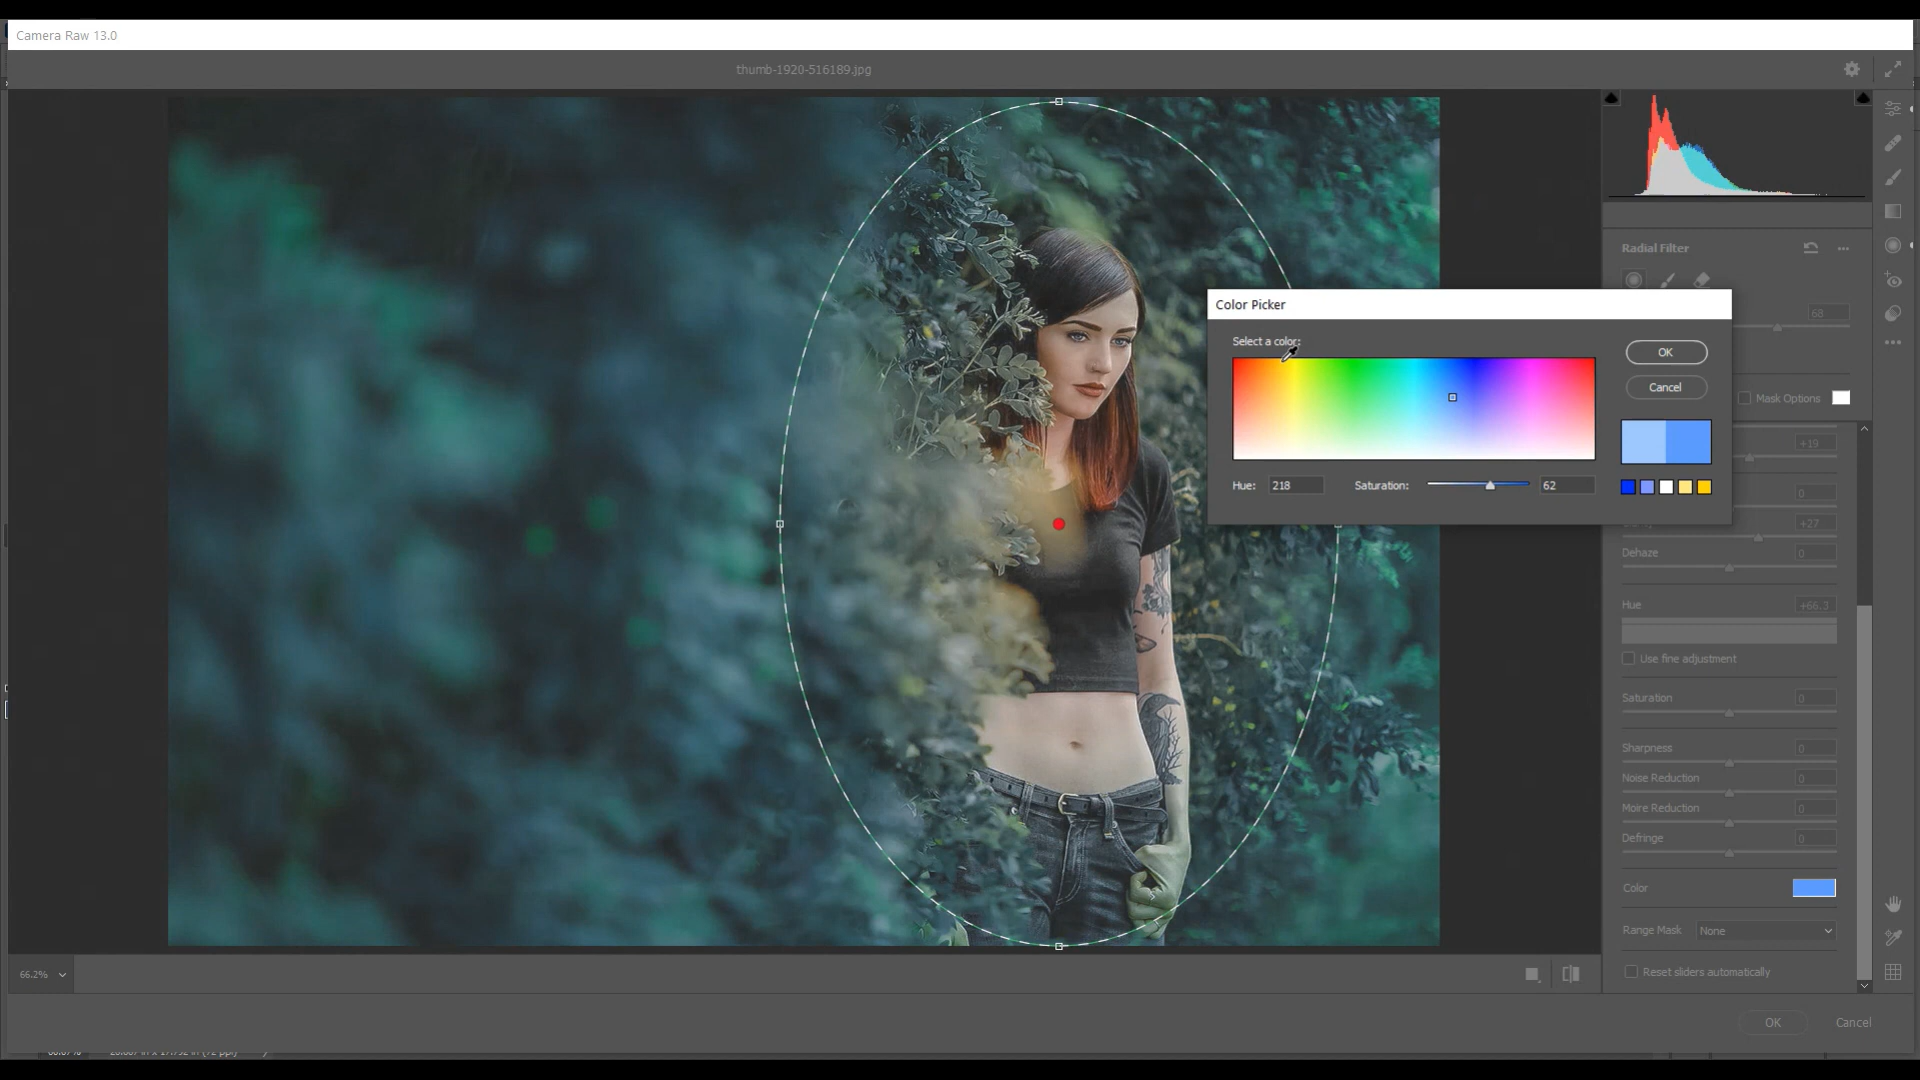 Camera Raw 13.0
thumb-1920-516189.jpg
Radial Filter
68
Mask Options
Color Picker
Select a color:
OK
Cancel
Hue: 218 Saturation: 62
+19
0
+27
Dehaze 0
Hue +66.3
Use fine adjustment
Saturation 0
Sharpness 0
Noise Reduction 0
Moire Reduction 0
Defringe 0
Color
Range Mask None
Reset sliders automatically
66.2%
OK Cancel